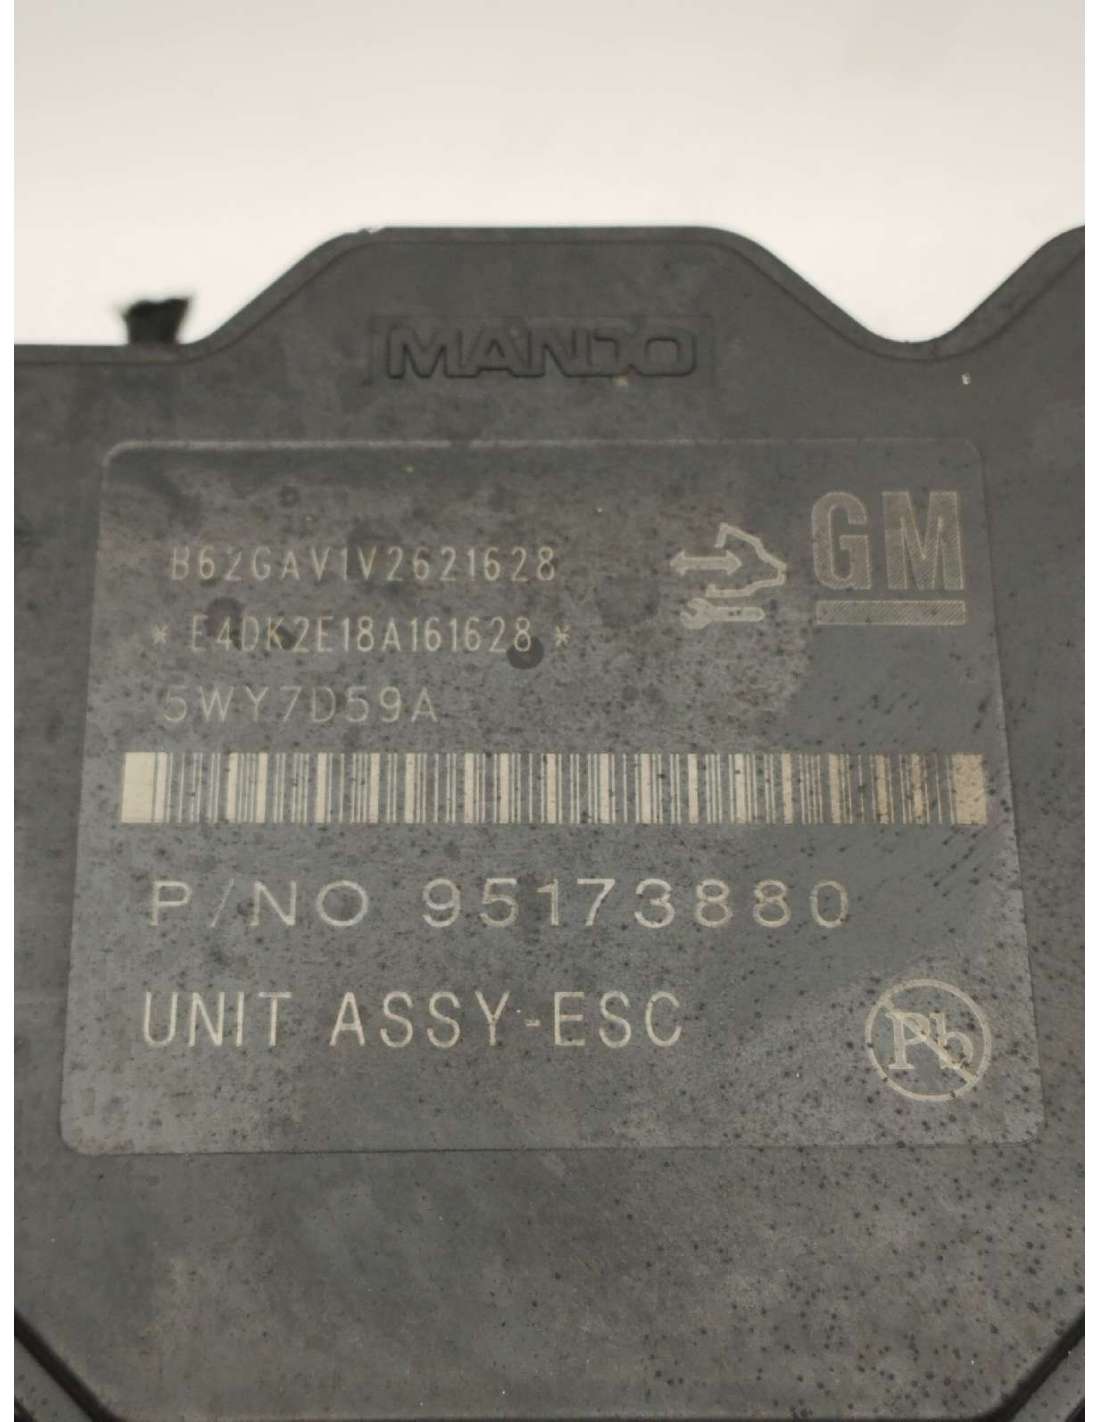 MANDO
GM
B62GAV1V2621628
* E4DK2E18A161628 *
5WY7D59A
P/NO 95173880
UNIT ASSY-ESC
Pb